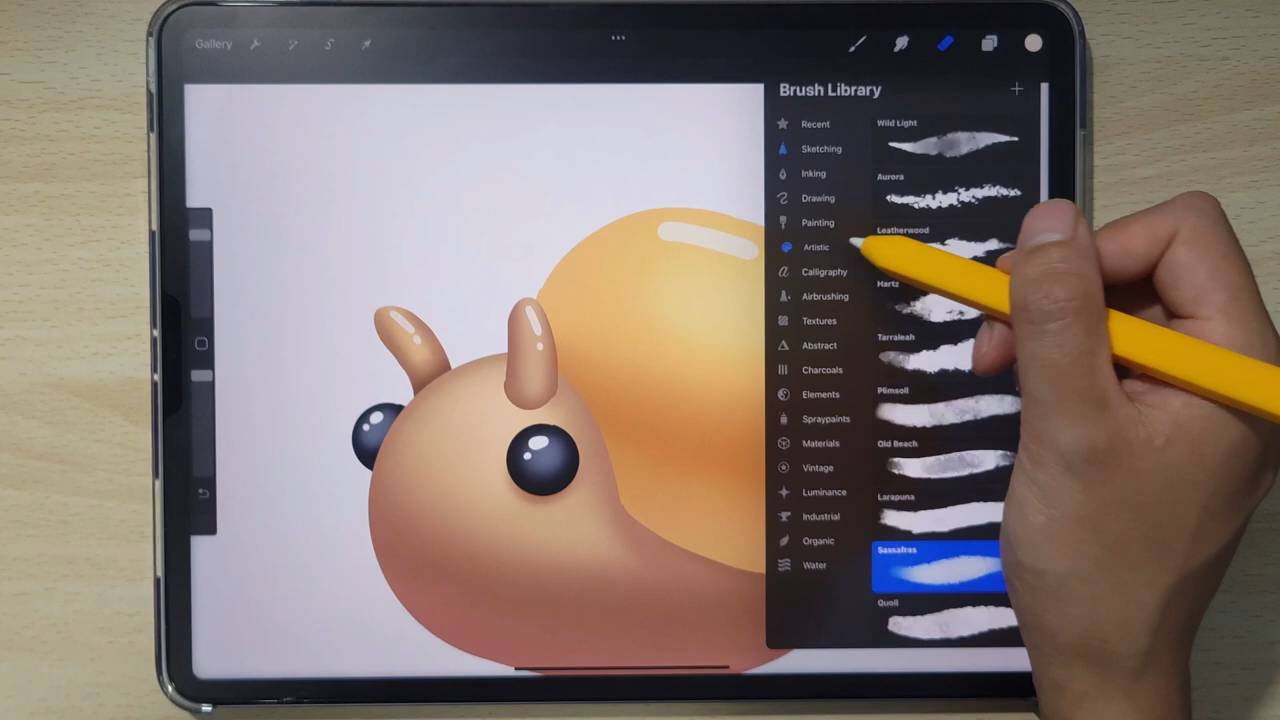 Gallery
Brush Library
Recent
Sketching
Inking
Drawing
Painting
Artistic
Calligraphy
Airbrushing
Textures
Abstract
Charcoals
Elements
Spraypaints
Materials
Vintage
Luminance
Industrial
Organic
Water
Wild Light
Aurora
Leatherwood
Hartz
Tarraleah
Plimsoll
Old Beach
Larapuna
Sassafras
Quoll